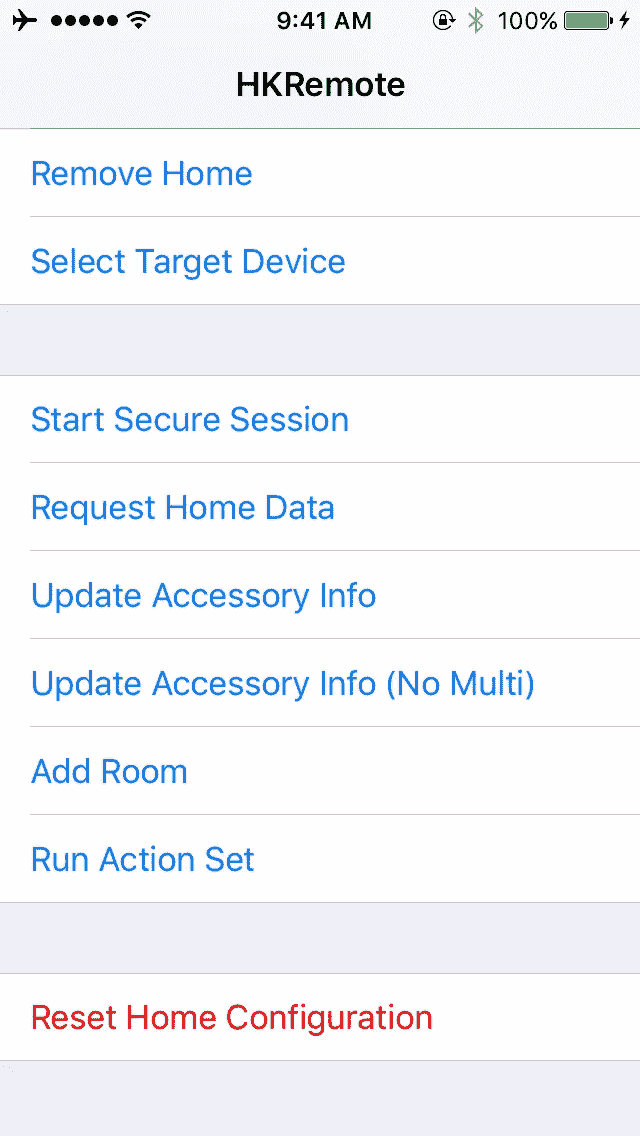 9:41 AM 100%
HKRemote
Remove Home
Select Target Device
Start Secure Session
Request Home Data
Update Accessory Info
Update Accessory Info (No Multi)
Add Room
Run Action Set
Reset Home Configuration